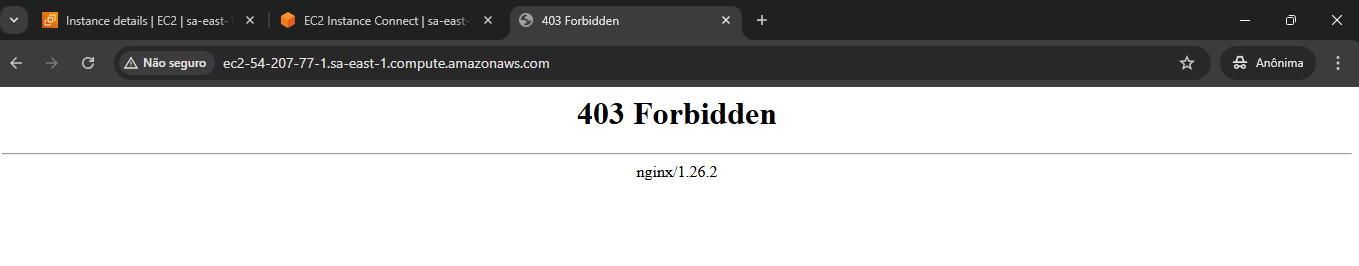 Instance details | EC2 | sa-east-1
EC2 Instance Connect | sa-east-
403 Forbidden
Não seguro
ec2-54-207-77-1.sa-east-1.compute.amazonaws.com
Anônima
403 Forbidden
nginx/1.26.2